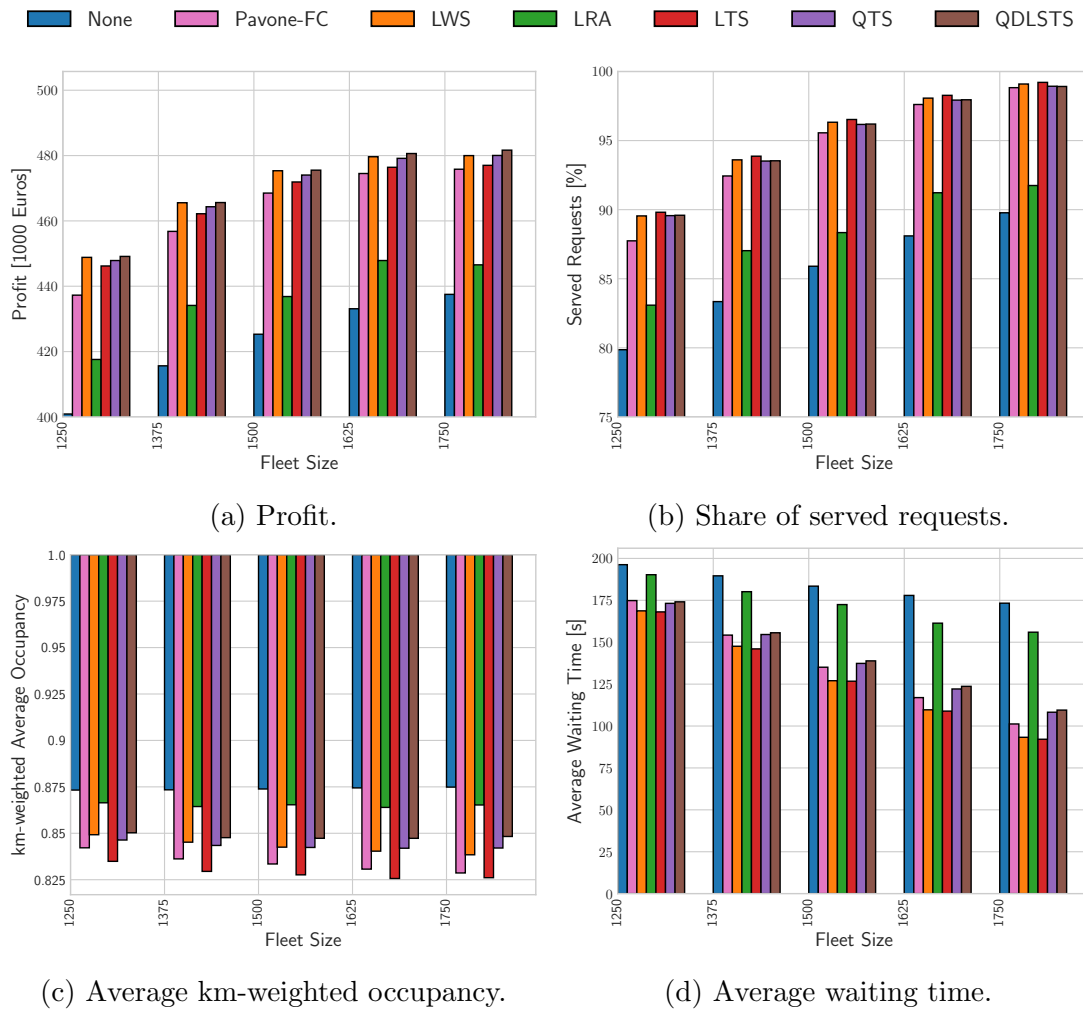 None Pavone-FC LWS LRA LTS QTS QDLSTS
500
480
460
440
420
400
Profit [1000 Euros]
1250 1375 1500 1625 1750
Fleet Size
(a) Profit.
100
95
90
85
80
75
Served Requests [%]
1250 1375 1500 1625 1750
Fleet Size
(b) Share of served requests.
1.0
0.975
0.95
0.925
0.9
0.875
0.85
0.825
km-weighted Average Occupancy
1250 1375 1500 1625 1750
Fleet Size
(c) Average km-weighted occupancy.
200
175
150
125
100
75
50
25
0
Average Waiting Time [s]
1250 1375 1500 1625 1750
Fleet Size
(d) Average waiting time.